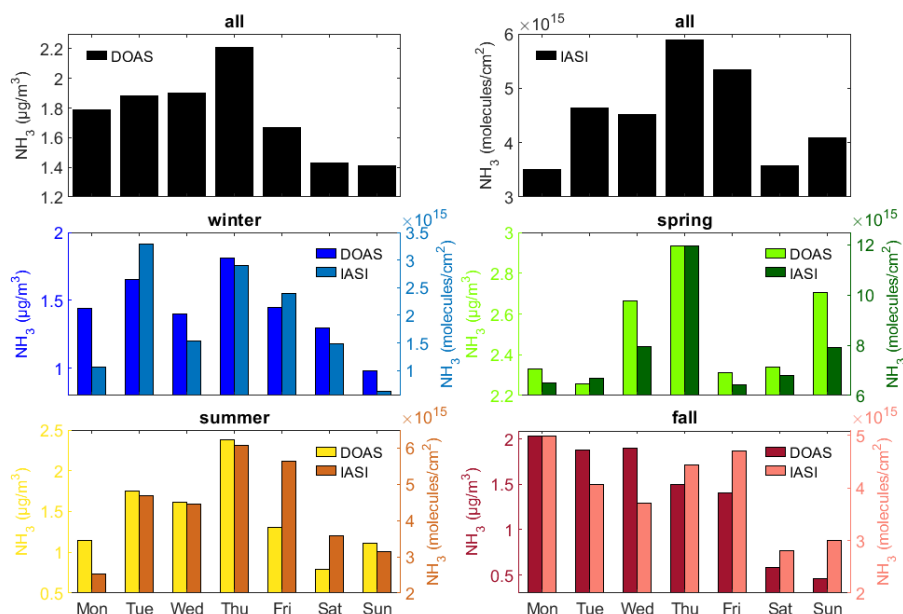 all
DOAS
NH3 (µg/m³)
2.2
2
1.8
1.6
1.4
1.2
all
×10^15
IASI
NH3 (molecules/cm²)
6
5
4
3
winter
×10^15
DOAS
IASI
NH3 (µg/m³)
2
1.5
1
NH3 (molecules/cm²)
3.5
3
2.5
2
1.5
1
spring
×10^15
DOAS
IASI
NH3 (µg/m³)
3
2.8
2.6
2.4
2.2
NH3 (molecules/cm²)
12
10
8
6
summer
×10^15
DOAS
IASI
NH3 (µg/m³)
2.5
2
1.5
1
0.5
NH3 (molecules/cm²)
6
5
4
3
2
Mon Tue Wed Thu Fri Sat Sun
fall
×10^15
DOAS
IASI
NH3 (µg/m³)
2
1.5
1
0.5
NH3 (molecules/cm²)
5
4
3
2
Mon Tue Wed Thu Fri Sat Sun